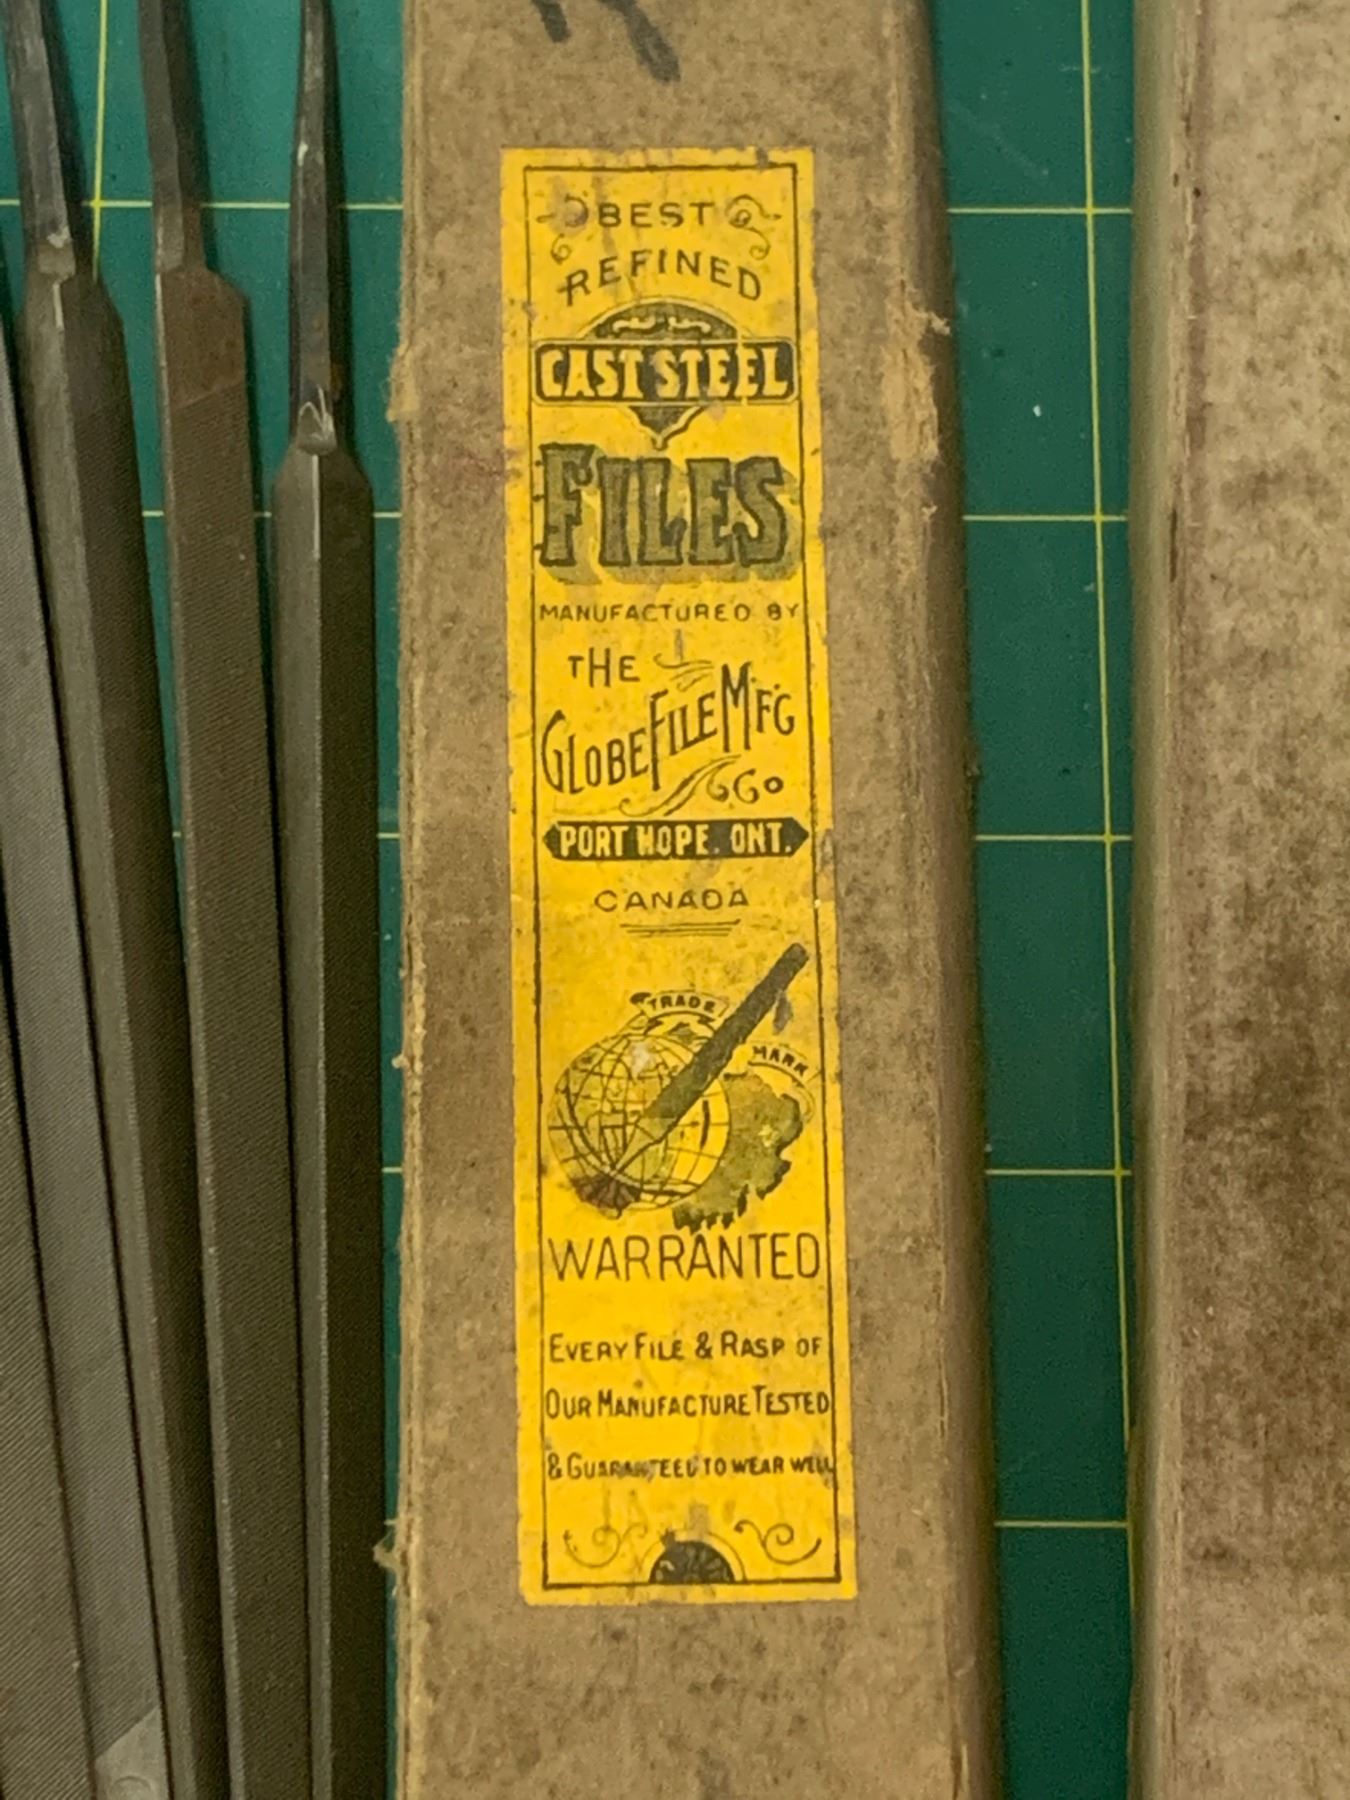 BEST
REFINED
CAST STEEL
FILES
MANUFACTURED BY
THE
GLOBE FILE M'F'G
Co
PORT HOPE. ONT.
CANADA
TRADE
MARK
WARRANTED
EVERY FILE & RASP OF
OUR MANUFACTURE TESTED
& GUARANTEED TO WEAR WELL